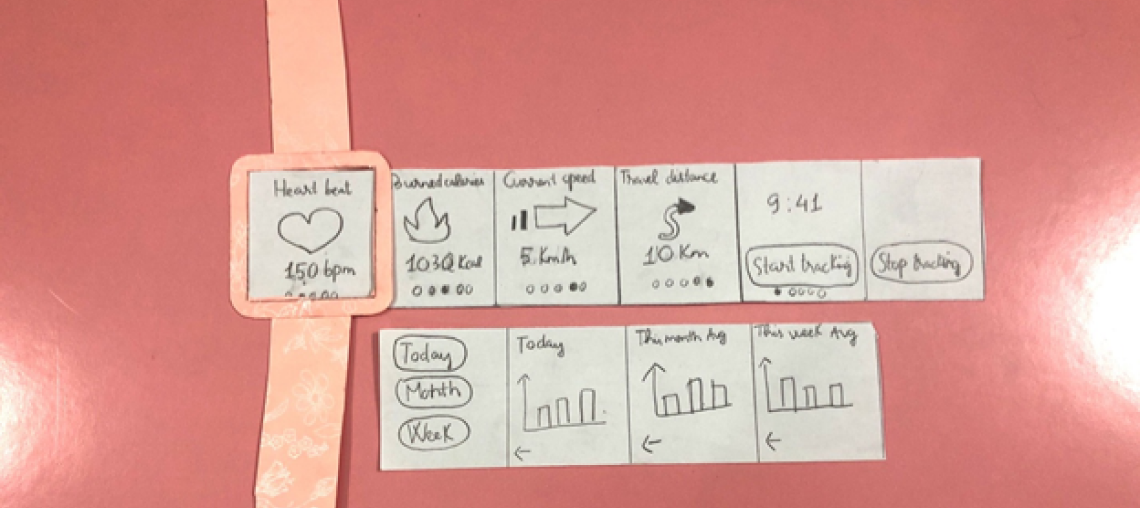 Heart beat
150 bpm
Burned calories
1030 Kcal
Current speed
5 Km/h
Travel distance
10 Km
9:41
Start tracking
Stop tracking
Today
Month
Week
Today
This month Avg
This week Avg